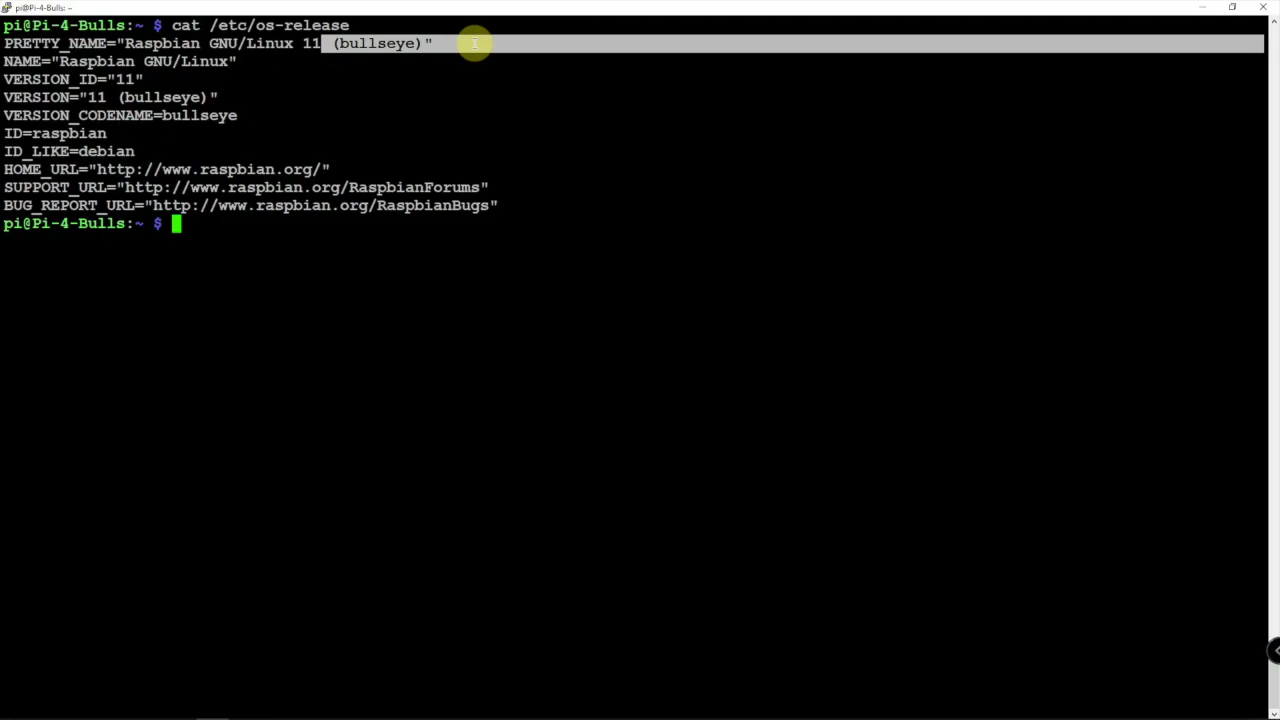 pi@Pi-4-Bulls: ~
pi@Pi-4-Bulls:~ $ cat /etc/os-release
PRETTY_NAME="Raspbian GNU/Linux 11 (bullseye)"
NAME="Raspbian GNU/Linux"
VERSION_ID="11"
VERSION="11 (bullseye)"
VERSION_CODENAME=bullseye
ID=raspbian
ID_LIKE=debian
HOME_URL="http://www.raspbian.org/"
SUPPORT_URL="http://www.raspbian.org/RaspbianForums"
BUG_REPORT_URL="http://www.raspbian.org/RaspbianBugs"
pi@Pi-4-Bulls:~ $